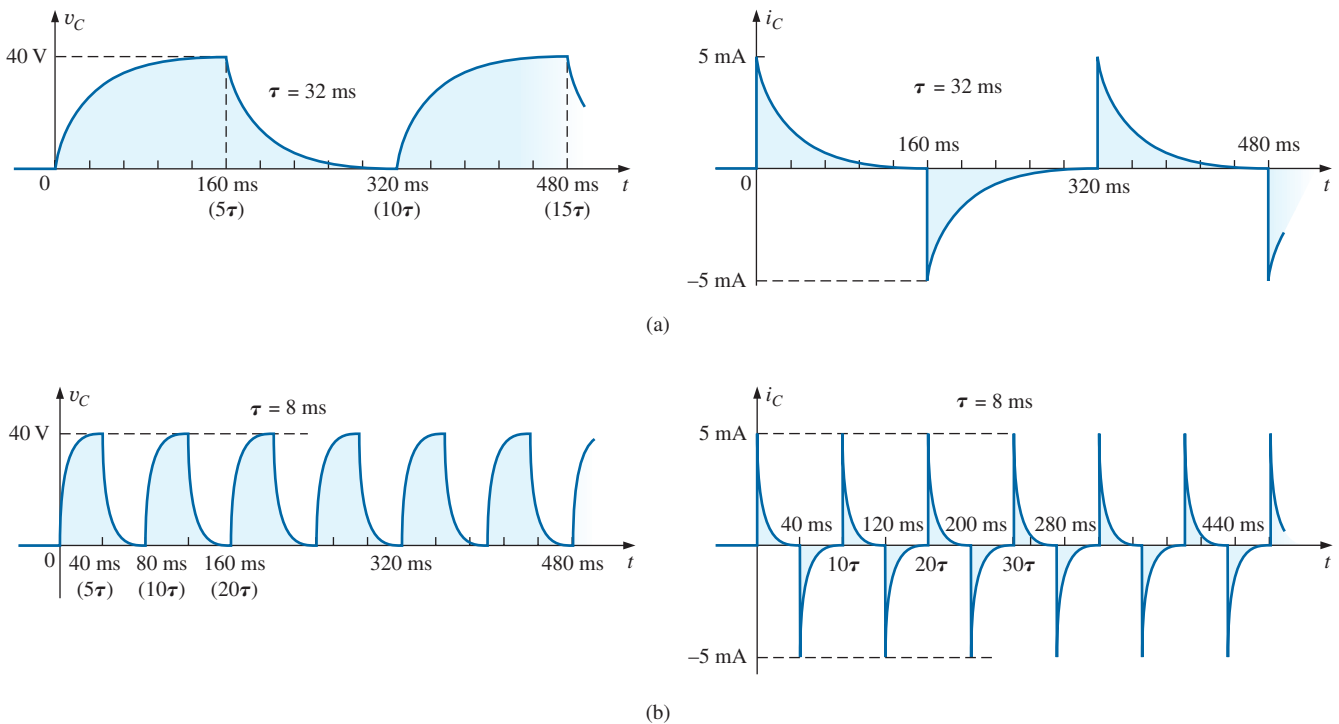 v_C
40 V
τ = 32 ms
0
160 ms
(5τ)
320 ms
(10τ)
480 ms
(15τ)
t
i_C
5 mA
τ = 32 ms
160 ms
480 ms
0
320 ms
t
–5 mA
(a)
v_C
τ = 8 ms
40 V
0
40 ms
(5τ)
80 ms
(10τ)
160 ms
(20τ)
320 ms
480 ms
t
i_C
τ = 8 ms
5 mA
40 ms
120 ms
200 ms
280 ms
440 ms
10τ
20τ
30τ
t
–5 mA
(b)